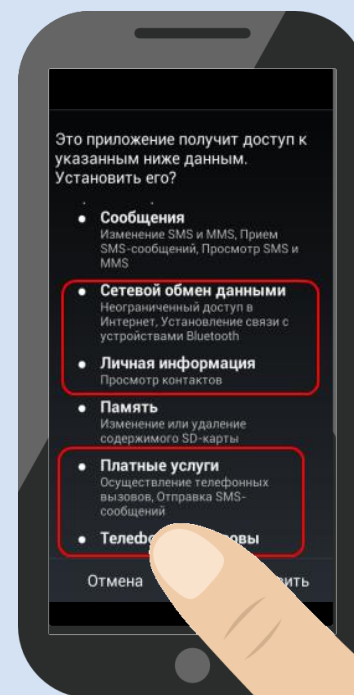 Это приложение получит доступ к
указанным ниже данным.
Установить его?
• Сообщения
Изменение SMS и MMS, Прием
SMS-сообщений, Просмотр SMS и
MMS
• Сетевой обмен данными
Неограниченный доступ в
Интернет, Установление связи с
устройствами Bluetooth
• Личная информация
Просмотр контактов
• Память
Изменение или удаление
содержимого SD-карты
• Платные услуги
Осуществление телефонных
вызовов, Отправка SMS-
сообщений
•
Отмена